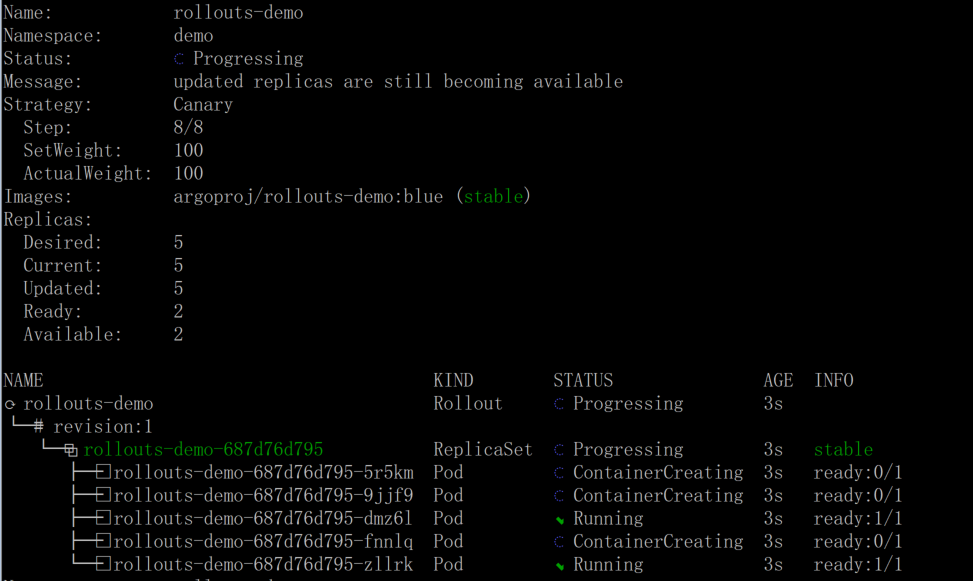 Name: rollouts-demo
Namespace: demo
Status: Progressing
Message: updated replicas are still becoming available
Strategy: Canary
Step: 8/8
SetWeight: 100
ActualWeight: 100
Images: argoproj/rollouts-demo:blue (stable)
Replicas:
Desired: 5
Current: 5
Updated: 5
Ready: 2
Available: 2
NAME KIND STATUS AGE INFO
⟳ rollouts-demo Rollout Progressing 3s
└──# revision:1
└──⧉ rollouts-demo-687d76d795 ReplicaSet Progressing 3s stable
├──□rollouts-demo-687d76d795-5r5km Pod ContainerCreating 3s ready:0/1
├──□rollouts-demo-687d76d795-9jjf9 Pod ContainerCreating 3s ready:0/1
├──□rollouts-demo-687d76d795-dmz6l Pod Running 3s ready:1/1
├──□rollouts-demo-687d76d795-fnnlq Pod ContainerCreating 3s ready:0/1
└──□rollouts-demo-687d76d795-zllrk Pod Running 3s ready:1/1